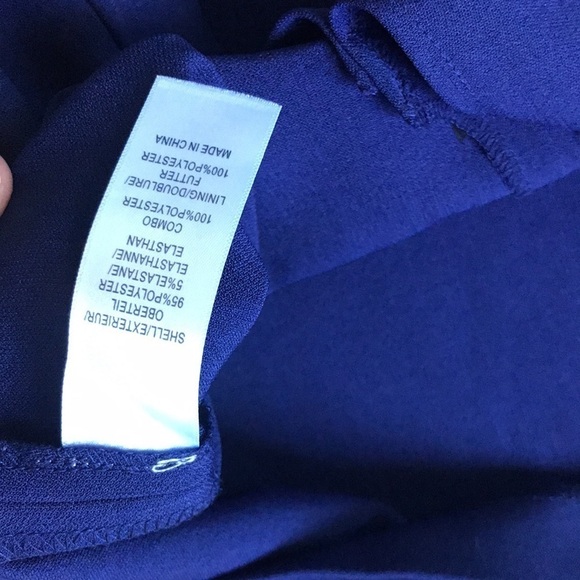 SHELL/EXTERIEUR/
OBERTEIL
95%POLYESTER
5%ELASTANE/
ELASTHANNE/
ELASTHAN
COMBO
100%POLYESTER
LINING/DOUBLURE/
FUTTER
100%POLYESTER
MADE IN CHINA